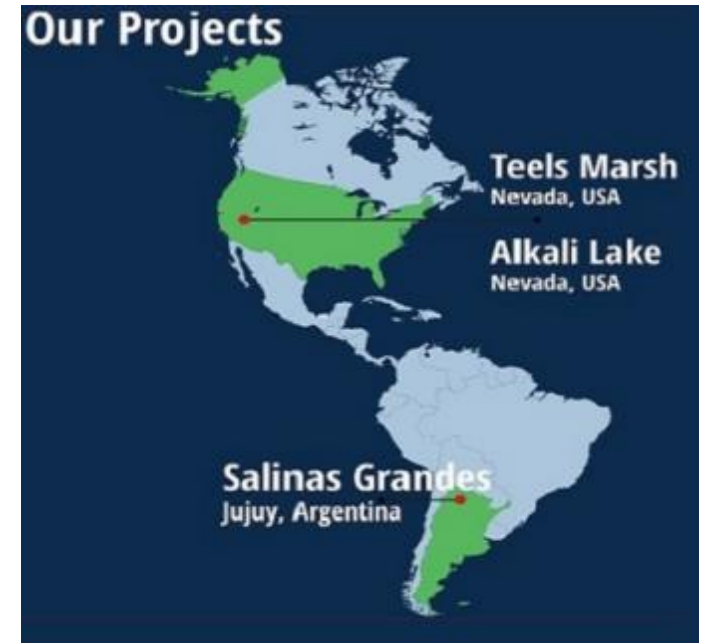 Our Projects
Teels Marsh
Nevada, USA
Alkali Lake
Nevada, USA
Salinas Grandes
Jujuy, Argentina